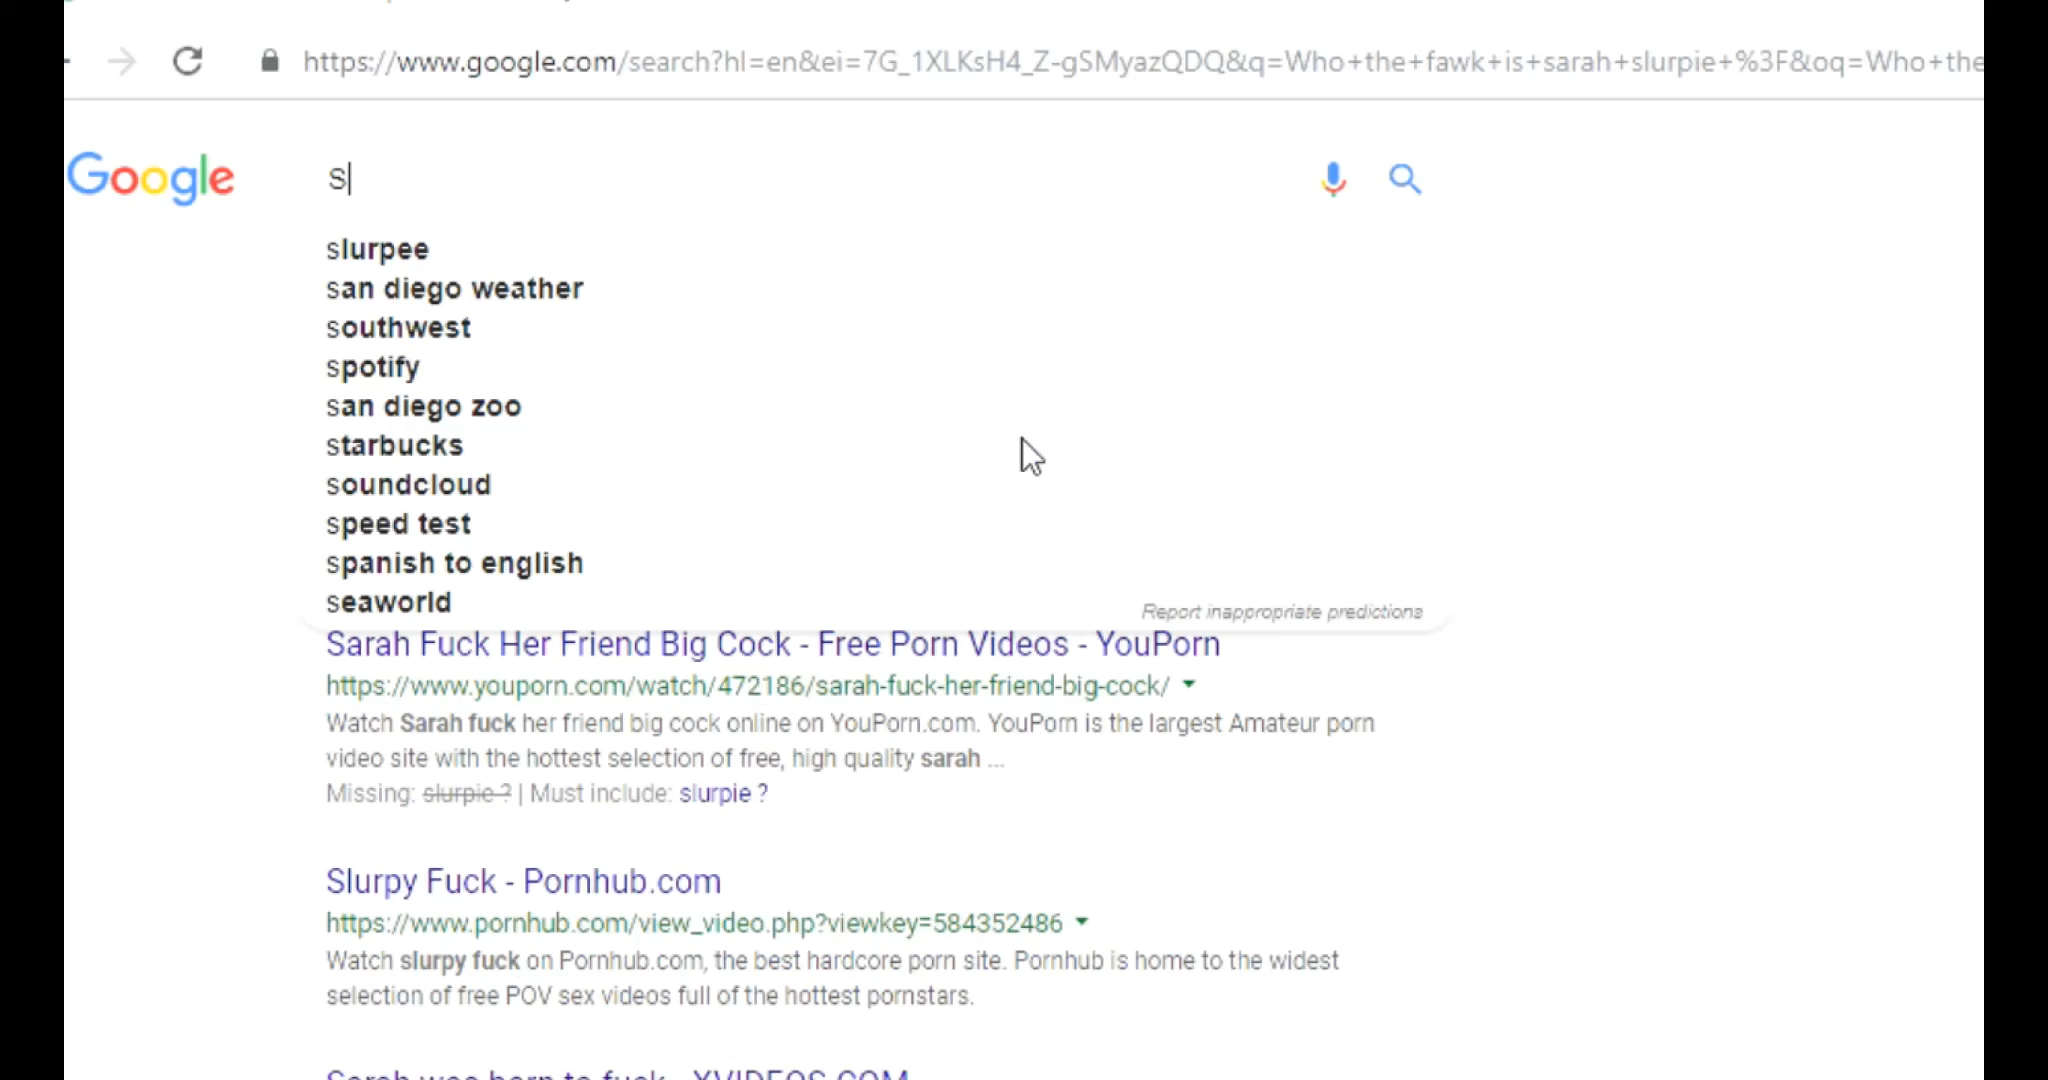 https://www.google.com/search?hl=en&ei=7G_1XLKsH4_Z-gSMyazQDQ&q=Who+the+fawk+is+sarah+slurpie+%3F&oq=Who+the
Google
S
slurpee
san diego weather
southwest
spotify
san diego zoo
starbucks
soundcloud
speed test
spanish to english
seaworld
Report inappropriate predictions
Sarah Fuck Her Friend Big Cock - Free Porn Videos - YouPorn
https://www.youporn.com/watch/472186/sarah-fuck-her-friend-big-cock/
Watch Sarah fuck her friend big cock online on YouPorn.com. YouPorn is the largest Amateur porn
video site with the hottest selection of free, high quality sarah ...
Missing: slurpie ? | Must include: slurpie ?
Slurpy Fuck - Pornhub.com
https://www.pornhub.com/view_video.php?viewkey=584352486
Watch slurpy fuck on Pornhub.com, the best hardcore porn site. Pornhub is home to the widest
selection of free POV sex videos full of the hottest pornstars.
Sarah was born to fuck - XVIDEOS.COM